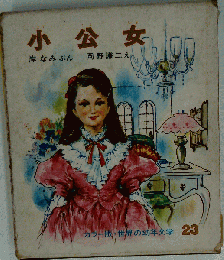 小公女
岸なみぶん 司野謙二え
カラー版・世界の幼年文学 23